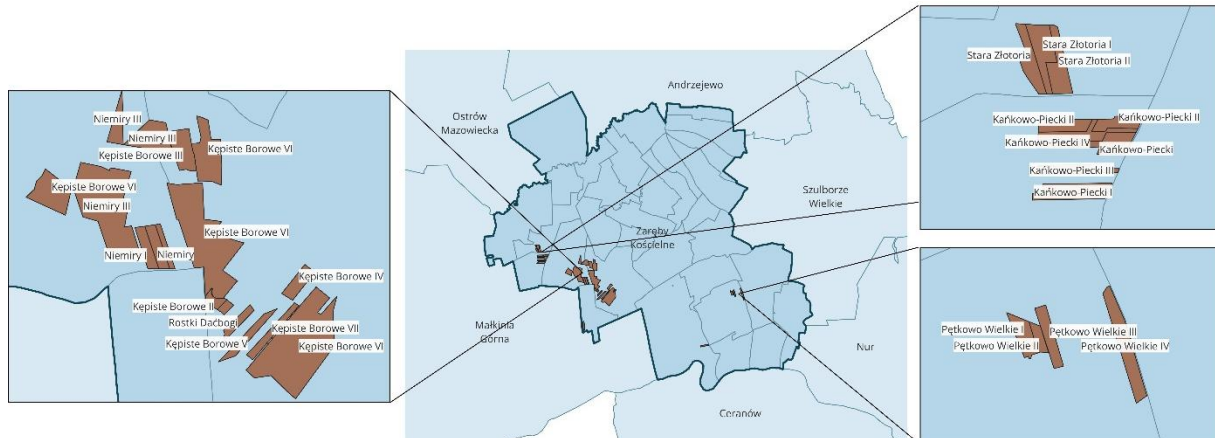 Niemiry III
Niemiry III
Kępiste Borowe III
Kępiste Borowe VI
Kępiste Borowe VI
Niemiry III
Kępiste Borowe VI
Niemiry I
Niemiry
Kępiste Borowe IV
Kępiste Borowe II
Rostki Daćbogi
Kępiste Borowe VII
Kępiste Borowe V
Kępiste Borowe VI
Andrzejewo
Ostrów
Mazowiecka
Szulborze
Wielkie
Zaręby
Kościelne
Małkinia
Górna
Nur
Ceranów
Stara Złotoria I
Stara Złotoria
Stara Złotoria II
Kańkowo-Piecki II
Kańkowo-Piecki II
Kańkowo-Piecki IV
Kańkowo-Piecki
Kańkowo-Piecki III
Kańkowo-Piecki I
Pętkowo Wielkie I
Pętkowo Wielkie III
Pętkowo Wielkie II
Pętkowo Wielkie IV